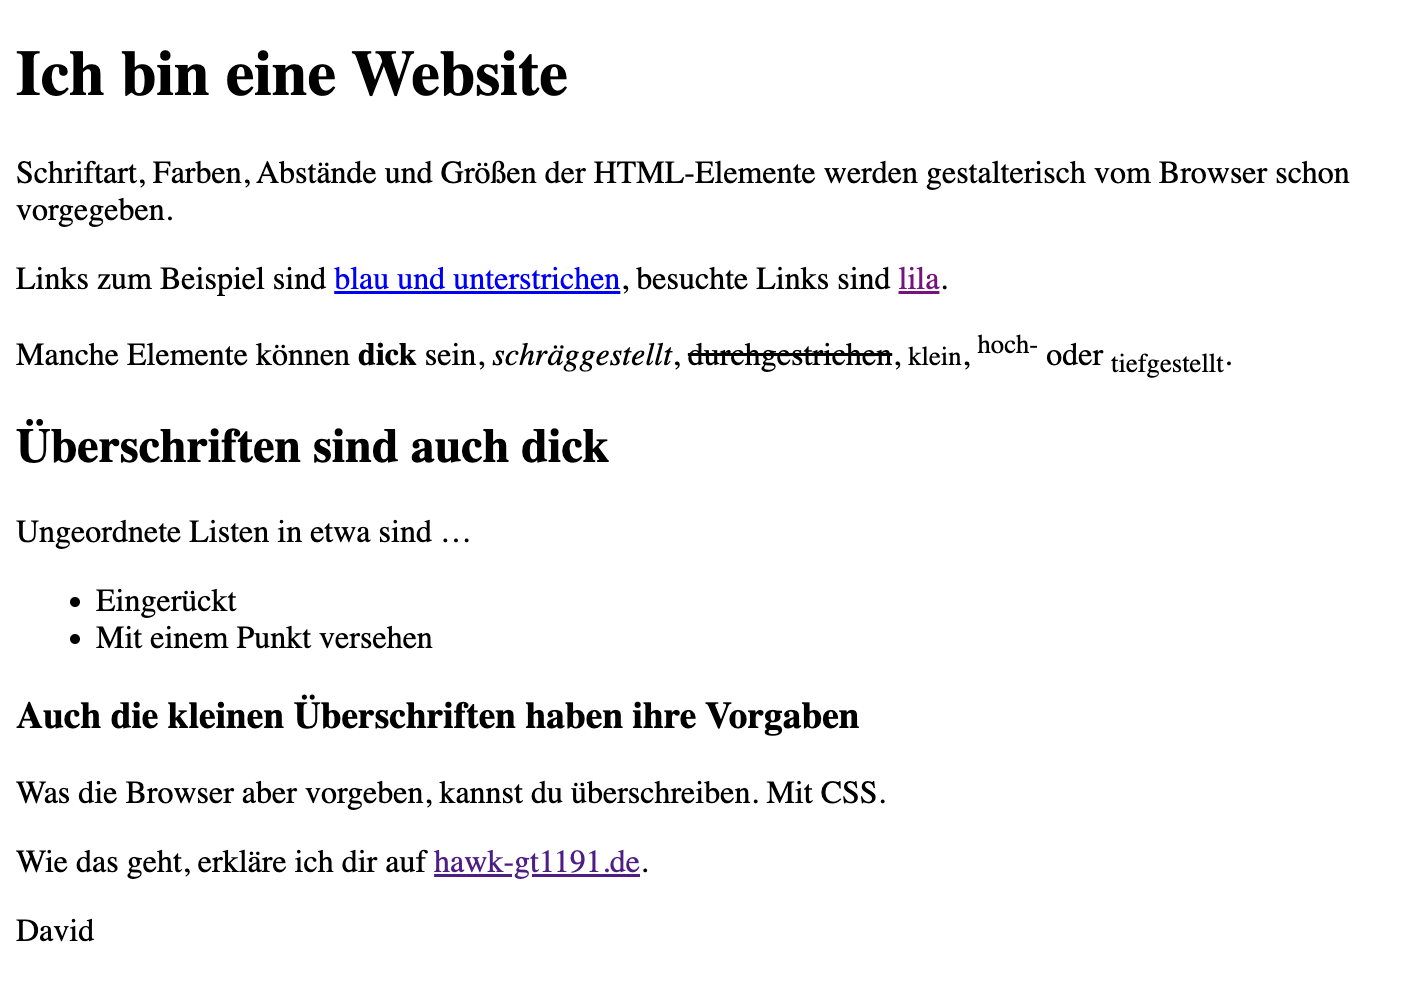 Ich bin eine Website
Schriftart, Farben, Abstände und Größen der HTML-Elemente werden gestalterisch vom Browser schon
vorgegeben.
Links zum Beispiel sind blau und unterstrichen, besuchte Links sind lila.
Manche Elemente können dick sein, schräggestellt, durchgestrichen, klein, hoch- oder tiefgestellt.
Überschriften sind auch dick
Ungeordnete Listen in etwa sind …
• Eingerückt
• Mit einem Punkt versehen
Auch die kleinen Überschriften haben ihre Vorgaben
Was die Browser aber vorgeben, kannst du überschreiben. Mit CSS.
Wie das geht, erkläre ich dir auf hawk-gt1191.de.
David